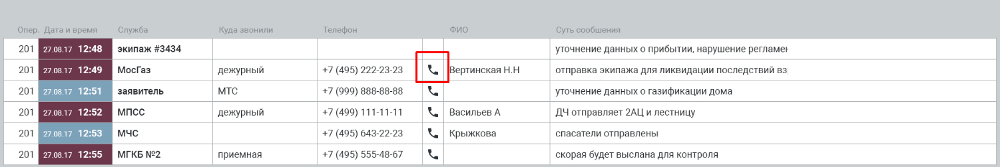 Опер. Дата и время Служба Куда звонили Телефон ФИО Суть сообшения
201 27.08.17 12:48 экипаж #3434 уточнение данных о прибытии, нарушение регламен
201 27.08.17 12:49 МосГаз дежурный +7 (495) 222-23-23 Вертинская Н.Н отправка экипажа для ликвидации последствий вз
201 27.08.17 12:51 заявитель МТС +7 (999) 888-88-88 уточнение данных о газификации дома
201 27.08.17 12:52 МПСС дежурный +7 (499) 111-11-11 Васильев А ДЧ отправляет 2АЦ и лестницу
201 27.08.17 12:53 МЧС +7 (495) 643-22-23 Крыжкова спасатели отправлены
201 27.08.17 12:55 МГКБ №2 приемная +7 (495) 555-48-67 скорая будет выслана для контроля